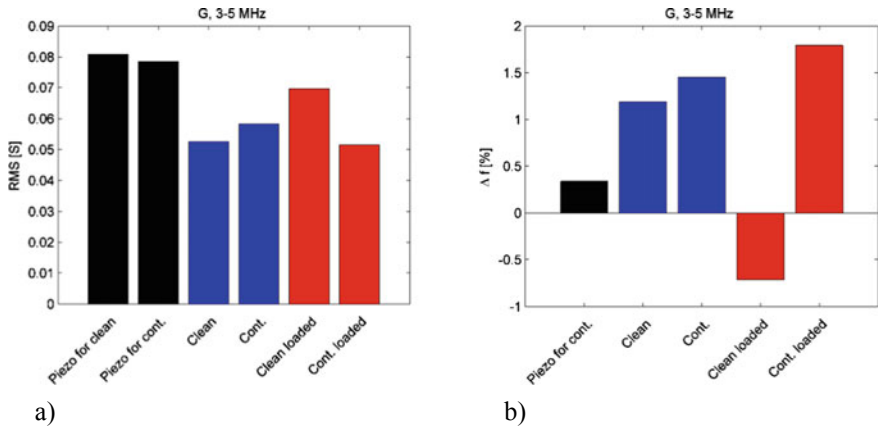 G, 3-5 MHz
RMS [S]
0.09
0.08
0.07
0.06
0.05
0.04
0.03
0.02
0.01
0
Piezo for clean
Piezo for cont.
Clean
Cont.
Clean loaded
Cont. loaded
a)
G, 3-5 MHz
Δ f [%]
2
1.5
1
0.5
0
-0.5
-1
Piezo for cont.
Clean
Cont.
Clean loaded
Cont. loaded
b)